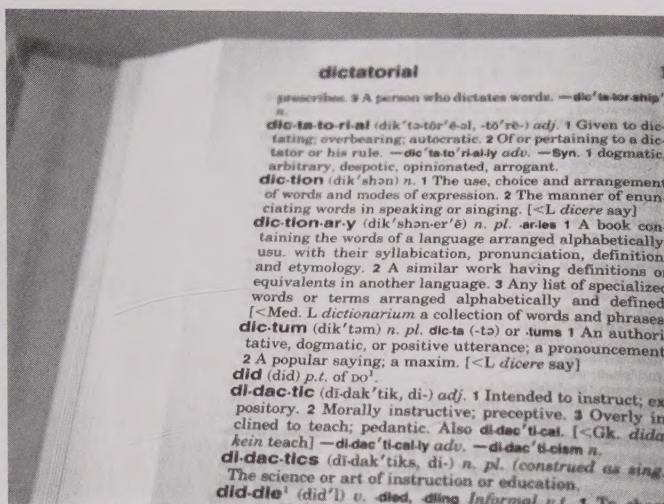 dictatorial
prescribes. 3 A person who dictates words. —dic′ta·tor·ship′
n.
dic·ta·to·ri·al (dik′tə·tôr′ē·əl, -tō′rē-) adj. 1 Given to dic-
tating; overbearing; autocratic. 2 Of or pertaining to a dic-
tator or his rule. —dic′ta·to′ri·al·ly adv. —Syn. 1 dogmatic,
arbitrary, despotic, opinionated, arrogant.
dic·tion (dik′shən) n. 1 The use, choice and arrangement
of words and modes of expression. 2 The manner of enun-
ciating words in speaking or singing. [<L dicere say]
dic·tion·ar·y (dik′shən·er′ē) n. pl. ·ar·ies 1 A book con-
taining the words of a language arranged alphabetically
usu. with their syllabication, pronunciation, definition
and etymology. 2 A similar work having definitions or
equivalents in another language. 3 Any list of specialized
words or terms arranged alphabetically and defined
[<Med. L dictionarium a collection of words and phrases
dic·tum (dik′təm) n. pl. dic·ta (-tə) or ·tums 1 An authori-
tative, dogmatic, or positive utterance; a pronouncement
2 A popular saying; a maxim. [<L dicere say]
did (did) p.t. of DO¹.
di·dac·tic (dī·dak′tik, di-) adj. 1 Intended to instruct; ex
pository. 2 Morally instructive; preceptive. 3 Overly in
clined to teach; pedantic. Also di·dac′ti·cal. [<Gk. dida
kein teach] —di·dac′ti·cal·ly adv. —di·dac′ti·cism n.
di·dac·tics (dī·dak′tiks, di-) n. pl. (construed as sing.
The science or art of instruction or education.
did·dle¹ (did′l) v. ·dled, ·dling Informal v.t. 1 To